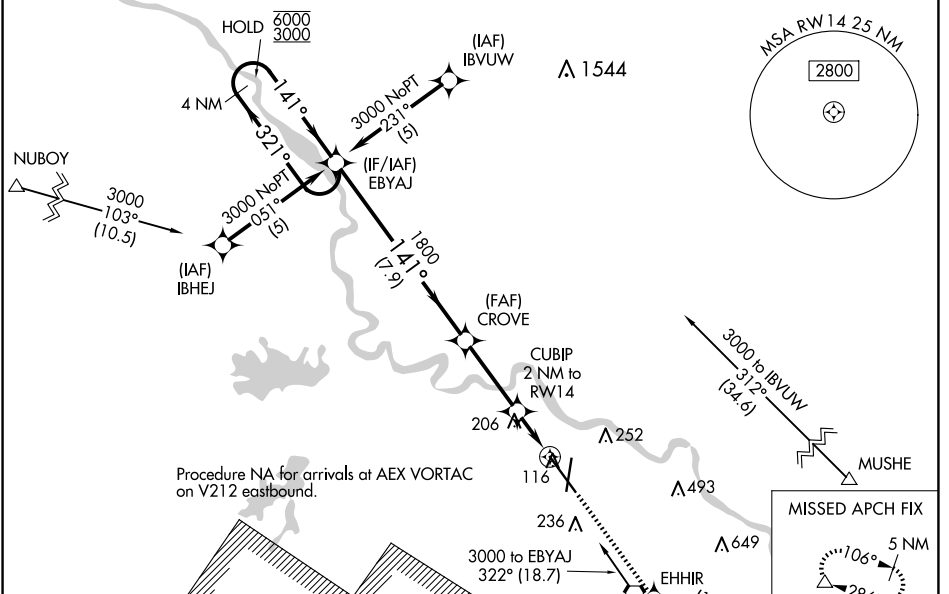 HOLD 6000
3000
(IAF)
IBVUW
1544
MSA RW14 25 NM
2800
4 NM
141°
321°
3000 NoPT
231°
(5)
(IF/IAF)
EBYAJ
NUBOY
3000
103°
(10.5)
3000 NoPT
051°
(5)
(IAF)
IBHEJ
1800
141°
(7.9)
(FAF)
CROVE
CUBIP
2 NM to
RW14
206
252
116
493
236
649
3000 to IBVUW
312°
(34.6)
MUSHE
Procedure NA for arrivals at AEX VORTAC
on V212 eastbound.
3000 to EBYAJ
322° (18.7)
EHHIR
MISSED APCH FIX
106°
5 NM